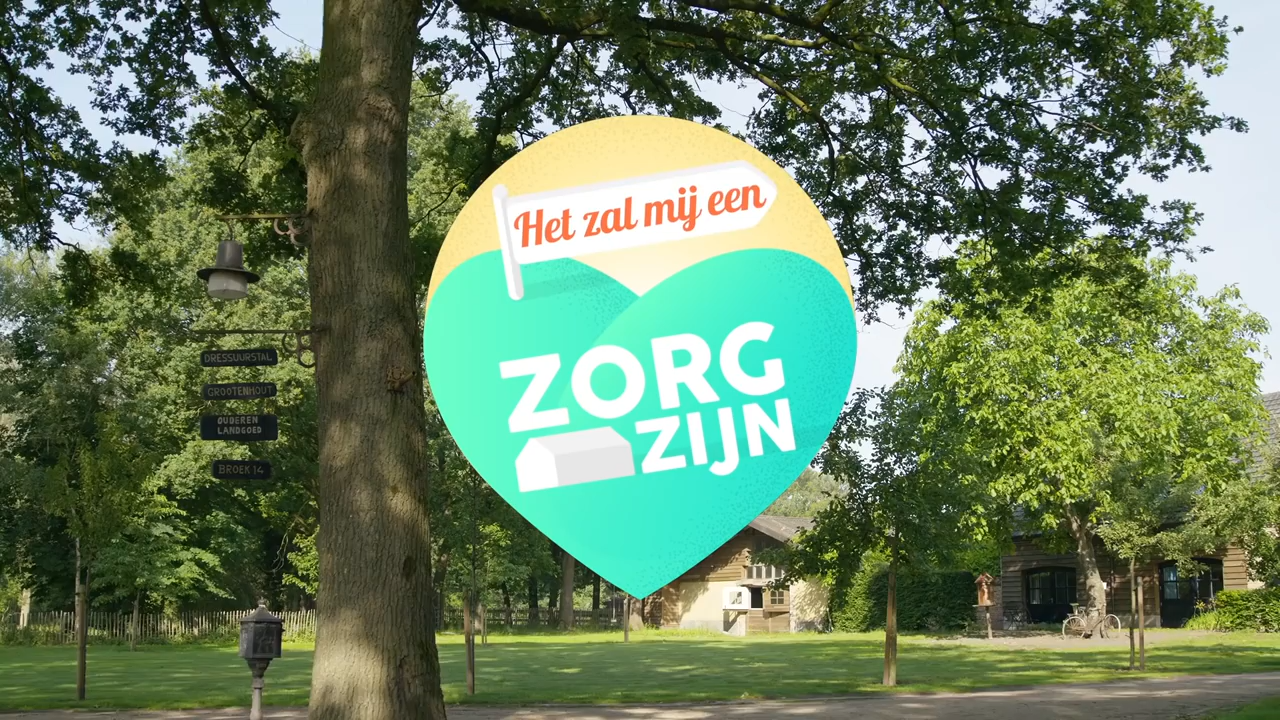 Het zal mij een
ZORG
ZIJN
DRESSUURSTAL
GROOTENHOUT
OUDEREN
LANDGOED
BROEK 14